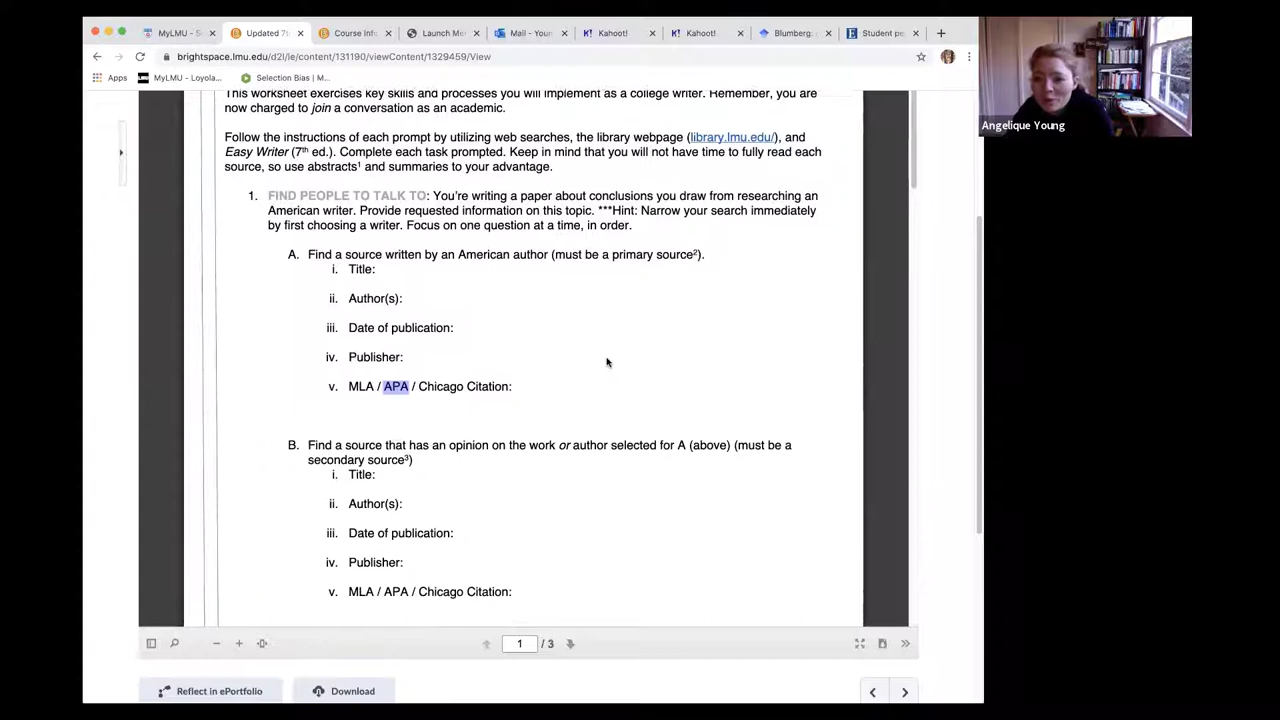 MyLMU - S
Updated 7t
Course Inf
Launch Me
Mail - Youn
Kahoot!
Kahoot!
Blumberg:
Student pe
brightspace.lmu.edu/d2l/le/content/131190/viewContent/1329459/View
Apps
LMU
MyLMU - Loyola...
Selection Bias | M...
This worksheet exercises key skills and processes you will implement as a college writer. Remember, you are
now charged to join a conversation as an academic.
Follow the instructions of each prompt by utilizing web searches, the library webpage (library.lmu.edu/), and
Easy Writer (7th ed.). Complete each task prompted. Keep in mind that you will not have time to fully read each
source, so use abstracts¹ and summaries to your advantage.
1. FIND PEOPLE TO TALK TO: You're writing a paper about conclusions you draw from researching an
American writer. Provide requested information on this topic. ***Hint: Narrow your search immediately
by first choosing a writer. Focus on one question at a time, in order.
A. Find a source written by an American author (must be a primary source²).
i. Title:
ii. Author(s):
iii. Date of publication:
iv. Publisher:
v. MLA / APA / Chicago Citation:
B. Find a source that has an opinion on the work or author selected for A (above) (must be a
secondary source³)
i. Title:
ii. Author(s):
iii. Date of publication:
iv. Publisher:
v. MLA / APA / Chicago Citation:
1 / 3
Reflect in ePortfolio
Download
Angelique Young